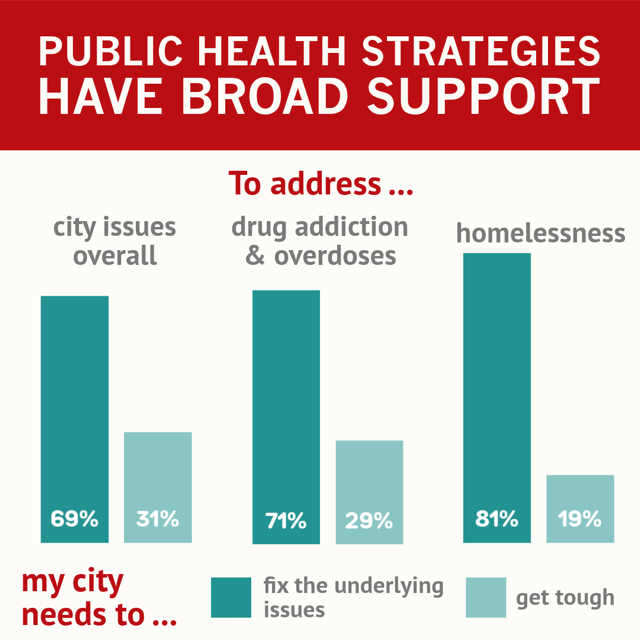 PUBLIC HEALTH STRATEGIES
HAVE BROAD SUPPORT
To address ...
city issues
overall
drug addiction
& overdoses
homelessness
69%
31%
71%
29%
81%
19%
my city
needs to ...
fix the underlying
issues
get tough